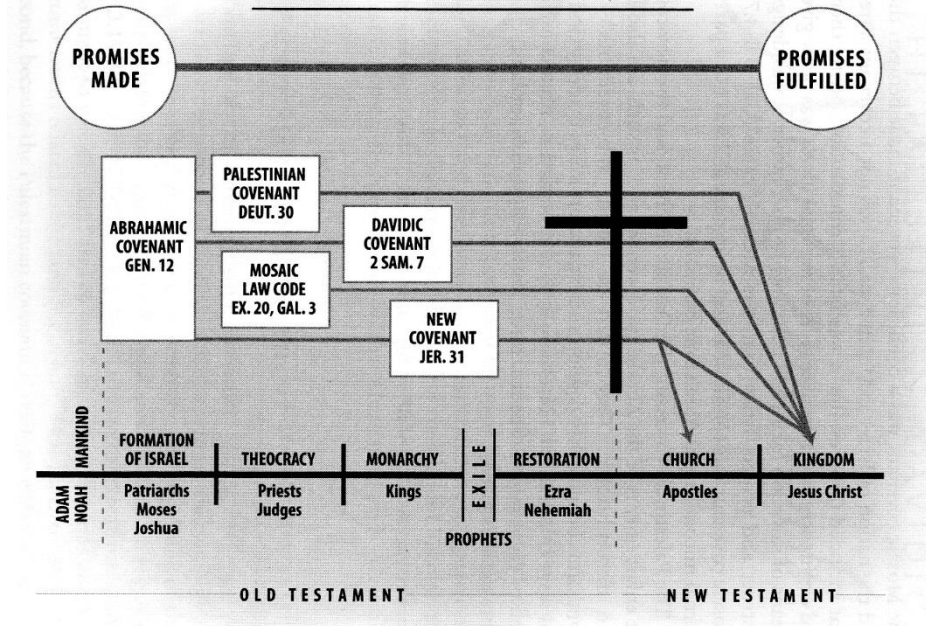 PROMISES
MADE
PROMISES
FULFILLED
ABRAHAMIC
COVENANT
GEN. 12
PALESTINIAN
COVENANT
DEUT. 30
DAVIDIC
COVENANT
2 SAM. 7
MOSAIC
LAW CODE
EX. 20, GAL. 3
NEW
COVENANT
JER. 31
MANKIND
ADAM
NOAH
FORMATION
OF ISRAEL
Patriarchs
Moses
Joshua
THEOCRACY
Priests
Judges
MONARCHY
Kings
EXILE
PROPHETS
RESTORATION
Ezra
Nehemiah
CHURCH
Apostles
KINGDOM
Jesus Christ
OLD TESTAMENT
NEW TESTAMENT